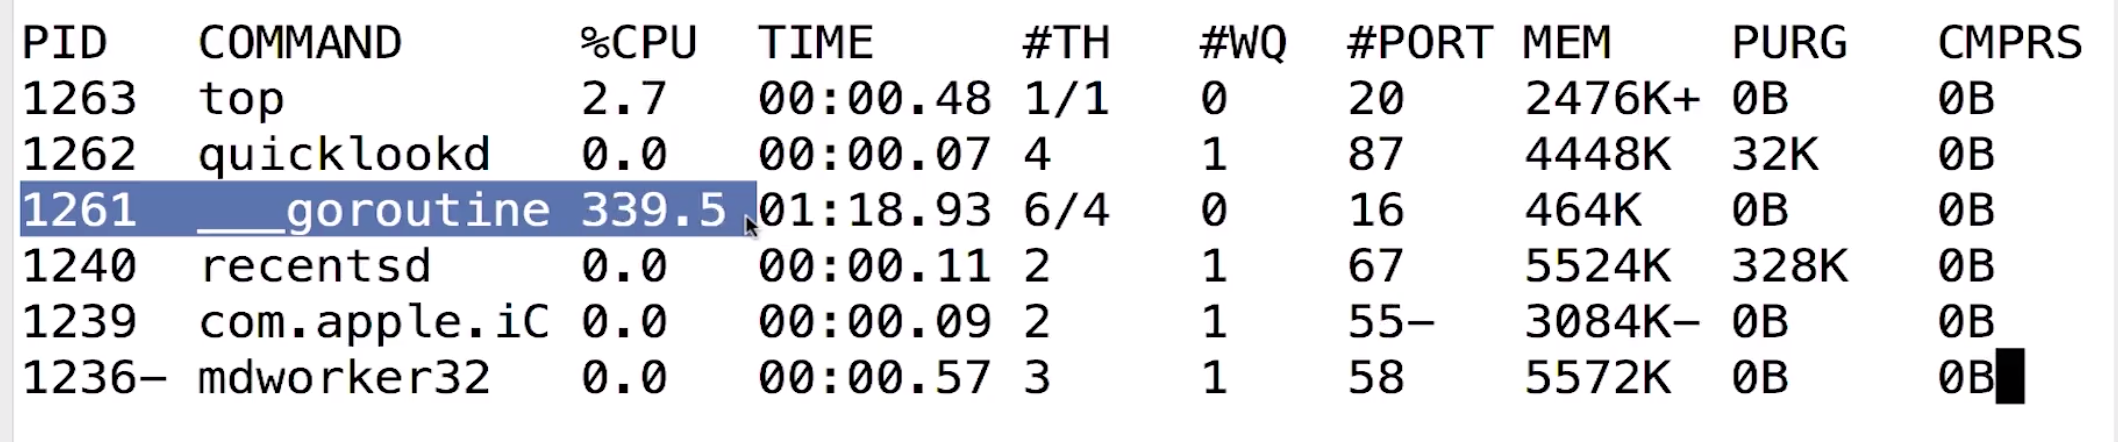 PID COMMAND %CPU TIME #TH #WQ #PORT MEM PURG CMPRS
1263 top 2.7 00:00.48 1/1 0 20 2476K+ 0B 0B
1262 quicklookd 0.0 00:00.07 4 1 87 4448K 32K 0B
1261 ___goroutine 339.5 01:18.93 6/4 0 16 464K 0B 0B
1240 recentsd 0.0 00:00.11 2 1 67 5524K 328K 0B
1239 com.apple.iC 0.0 00:00.09 2 1 55- 3084K- 0B 0B
1236- mdworker32 0.0 00:00.57 3 1 58 5572K 0B 0B